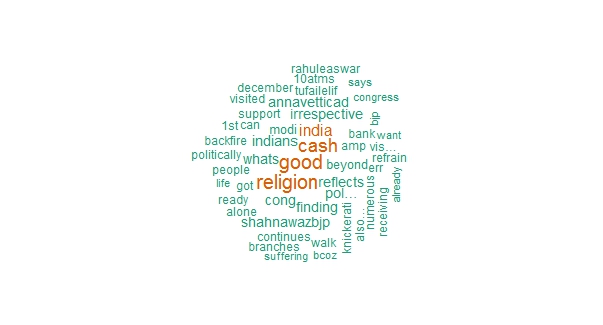 rahuleaswar
10atms says
december tufailelif
visited annavetticad congress
support irrespective bjp
1st can modi india bank want
backfire indians cash amp vis...
politically whats good beyond refrain
people err
life got religion reflects numerous already
ready cong pol... receiving
alone finding knickerati also...
shahnawazbjp
continues walk
branches
suffering bcoz